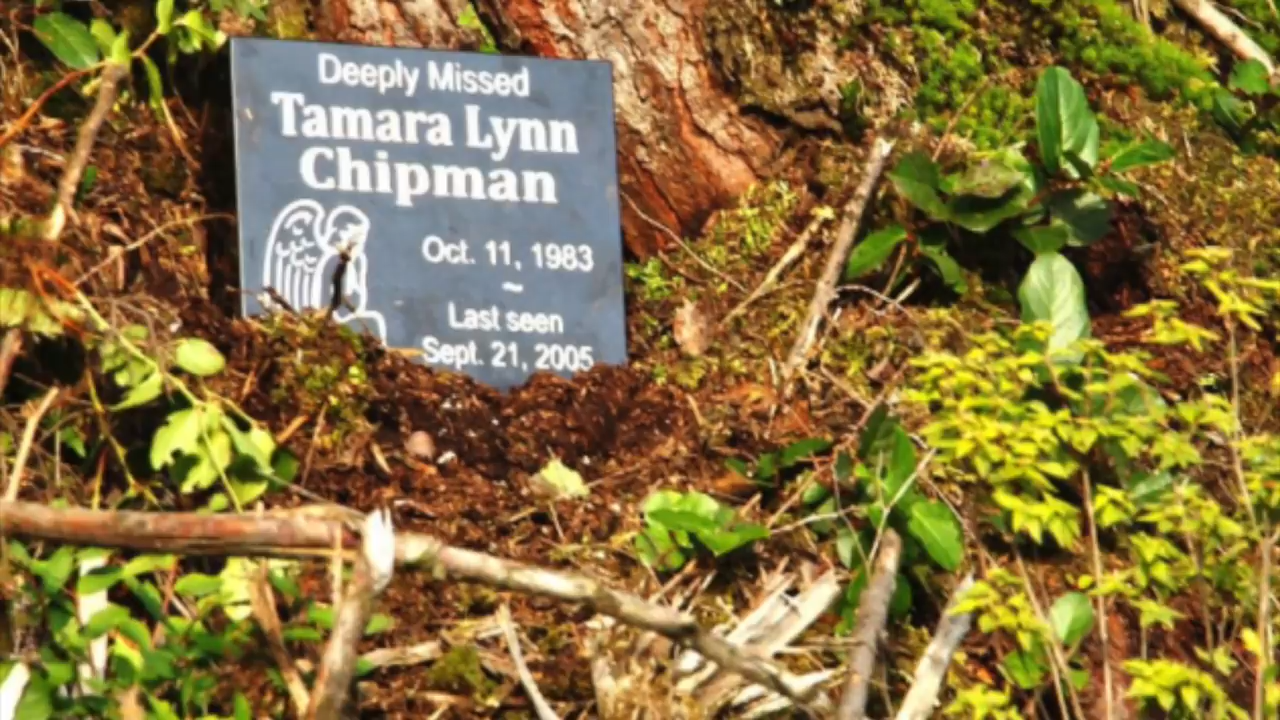 Deeply Missed
Tamara Lynn
Chipman
Oct. 11, 1983
~
Last seen
Sept. 21, 2005